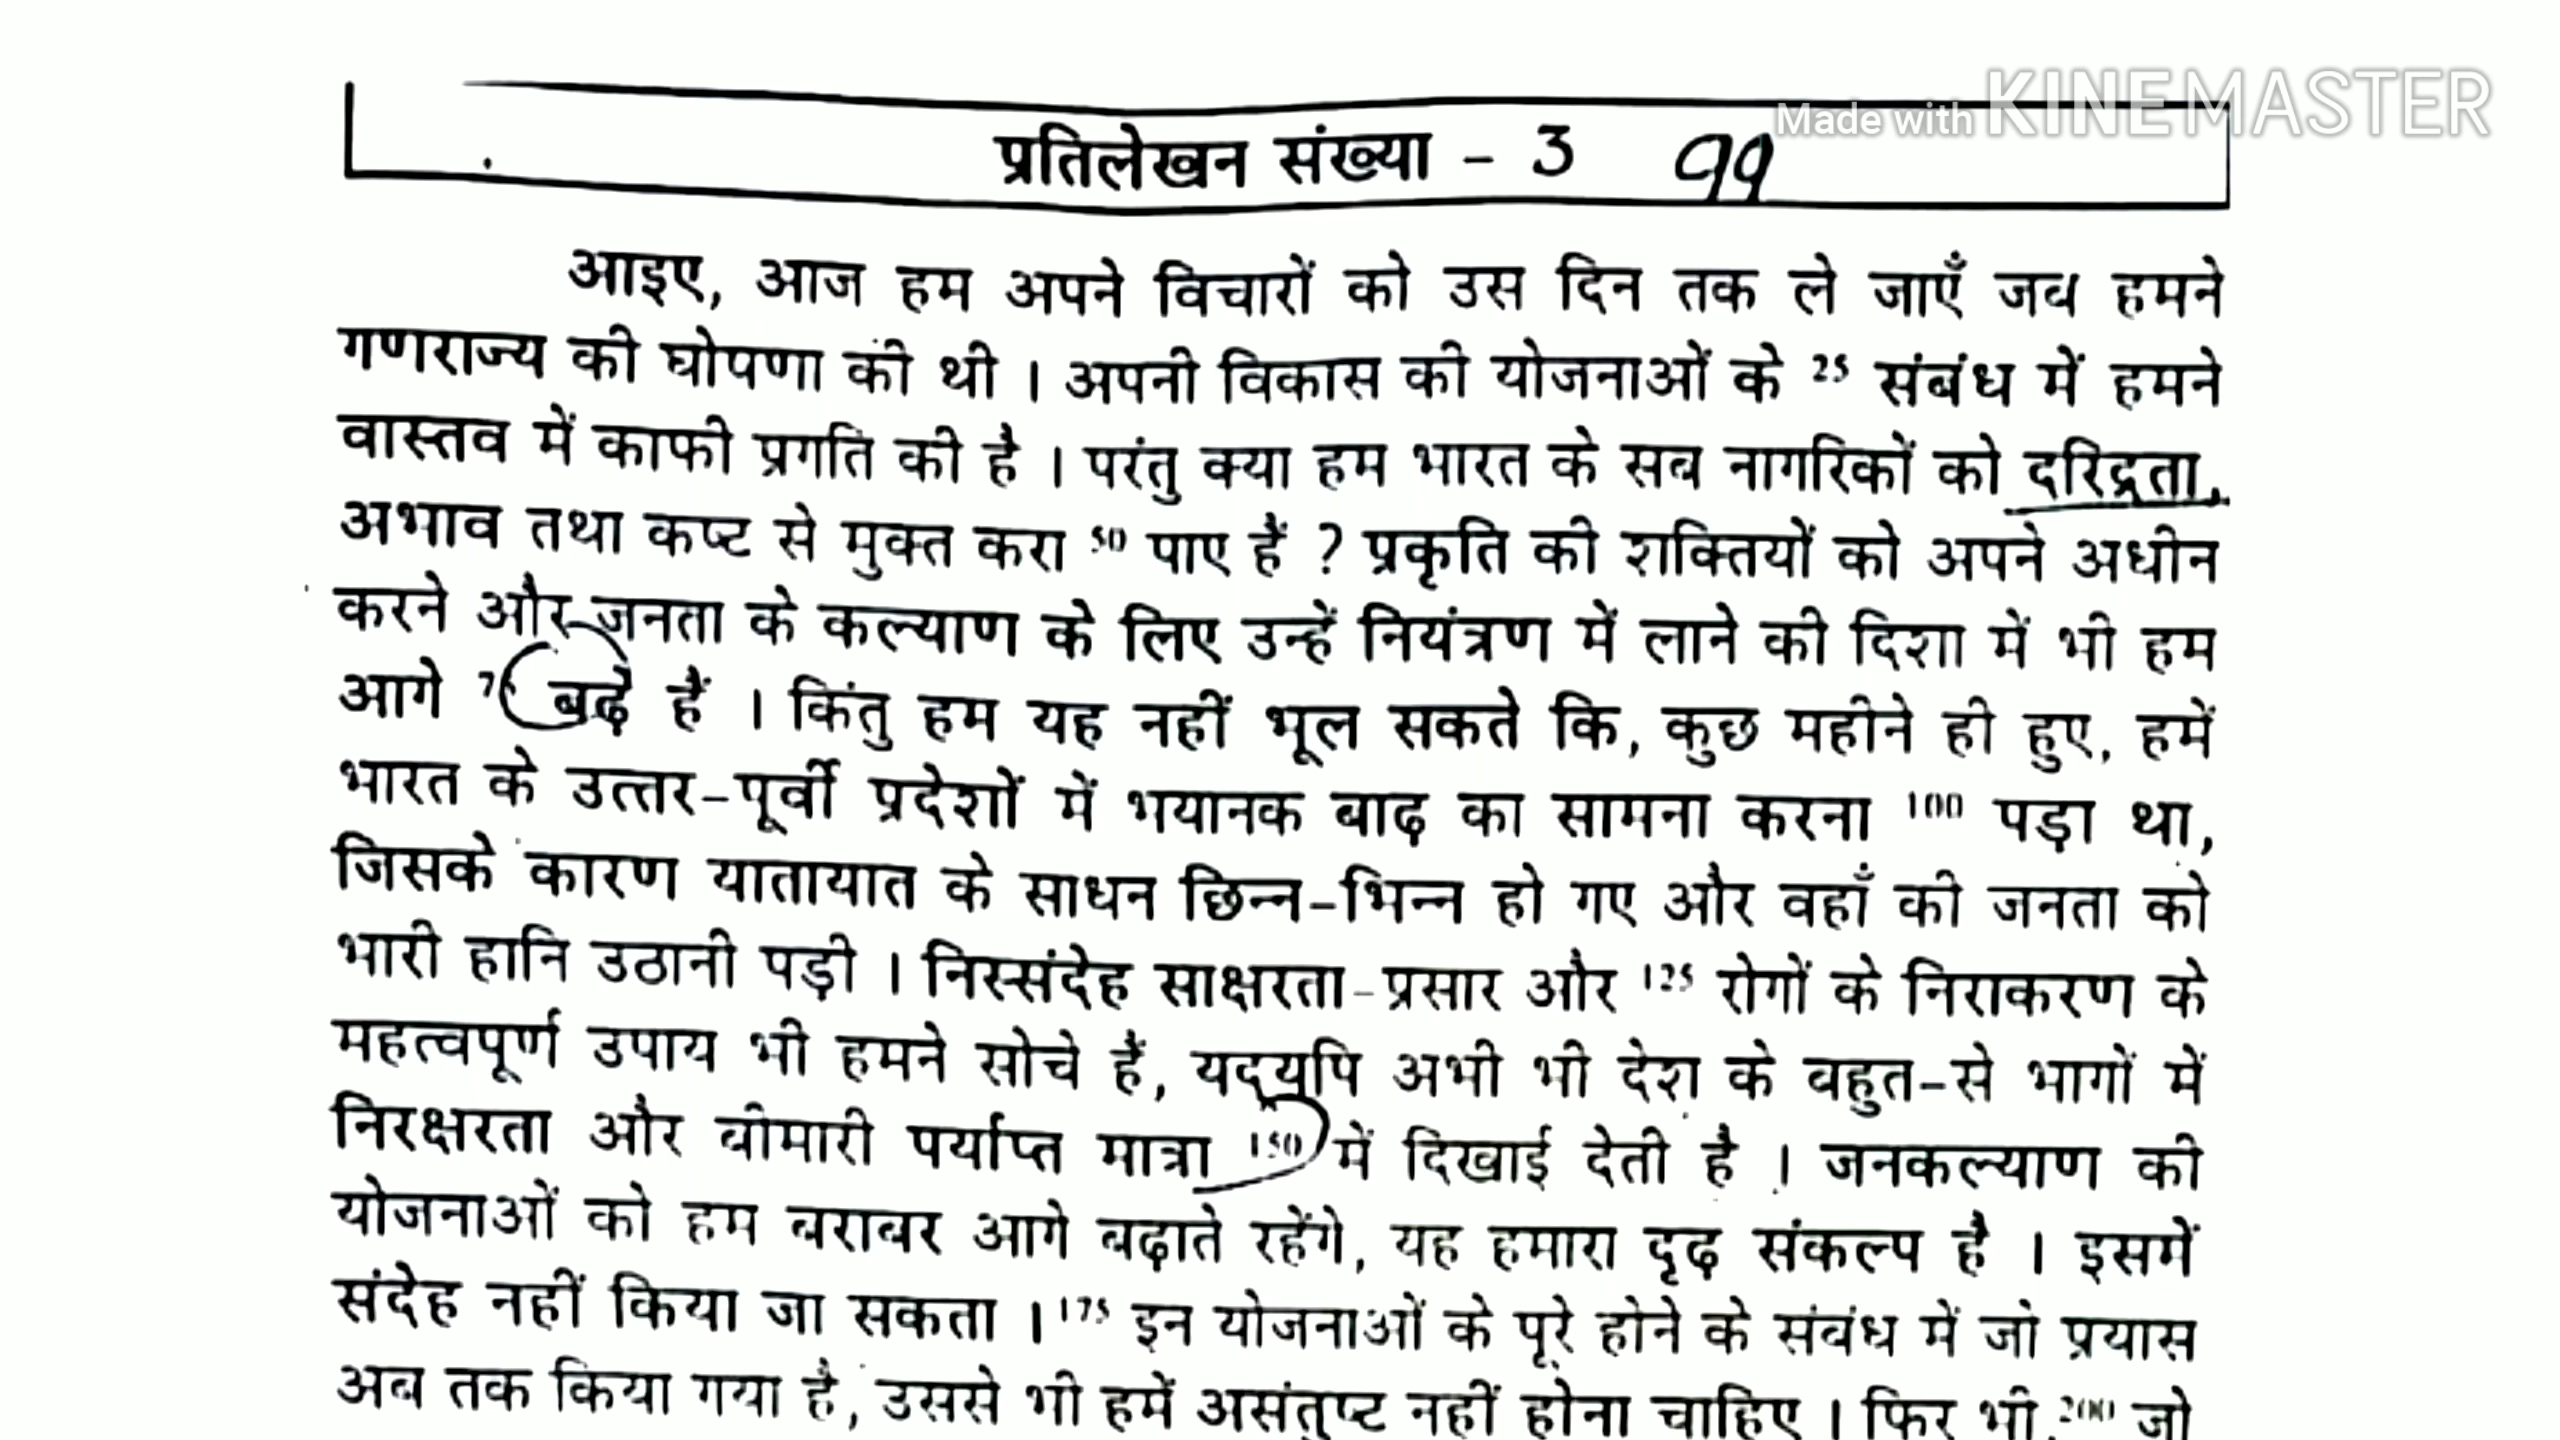 Made with KINEMASTER
प्रतिलेखन संख्या - 3 99
आइए, आज हम अपने विचारों को उस दिन तक ले जाएँ जब हमने
गणराज्य की घोषणा की थी । अपनी विकास की योजनाओं के 25 संबंध में हमने
वास्तव में काफी प्रगति की है । परंतु क्या हम भारत के सब नागरिकों को दरिद्रता,
अभाव तथा कष्ट से मुक्त करा 50 पाए हैं ? प्रकृति की शक्तियों को अपने अधीन
करने और जनता के कल्याण के लिए उन्हें नियंत्रण में लाने की दिशा में भी हम
आगे 75 बढ़े हैं । किंतु हम यह नहीं भूल सकते कि, कुछ महीने ही हुए, हमें
भारत के उत्तर-पूर्वी प्रदेशों में भयानक बाढ़ का सामना करना 100 पड़ा था,
जिसके कारण यातायात के साधन छिन्न-भिन्न हो गए और वहाँ की जनता को
भारी हानि उठानी पड़ी । निस्संदेह साक्षरता-प्रसार और 125 रोगों के निराकरण के
महत्वपूर्ण उपाय भी हमने सोचे हैं, यद्यपि अभी भी देश के बहुत-से भागों में
निरक्षरता और बीमारी पर्याप्त मात्रा 150 में दिखाई देती है । जनकल्याण की
योजनाओं को हम बराबर आगे बढ़ाते रहेंगे, यह हमारा दृढ़ संकल्प है । इसमें
संदेह नहीं किया जा सकता । 175 इन योजनाओं के पूरे होने के संबंध में जो प्रयास
अब तक किया गया है, उससे भी हमें असंतुष्ट नहीं होना चाहिए । फिर भी, 200 जो